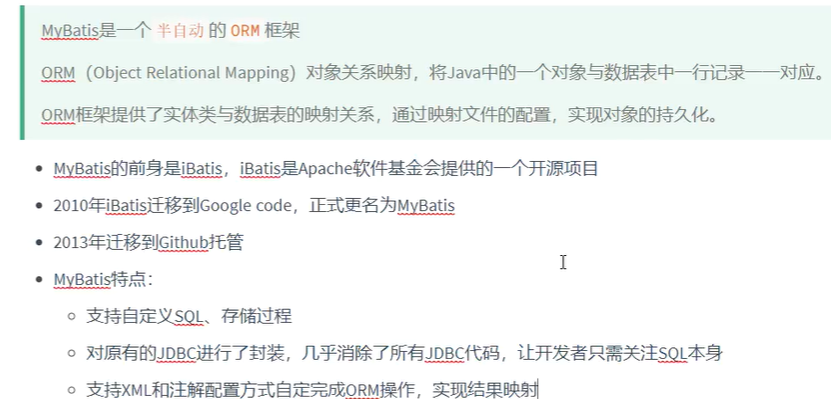 MyBatis是一个 半自动 的 ORM 框架
ORM（Object Relational Mapping）对象关系映射，将Java中的一个对象与数据表中一行记录一一对应。
ORM框架提供了实体类与数据表的映射关系，通过映射文件的配置，实现对象的持久化。
MyBatis的前身是iBatis，iBatis是Apache软件基金会提供的一个开源项目
2010年iBatis迁移到Google code，正式更名为MyBatis
2013年迁移到Github托管
MyBatis特点：
支持自定义SQL、存储过程
对原有的JDBC进行了封装，几乎消除了所有JDBC代码，让开发者只需关注SQL本身
支持XML和注解配置方式自定完成ORM操作，实现结果映射